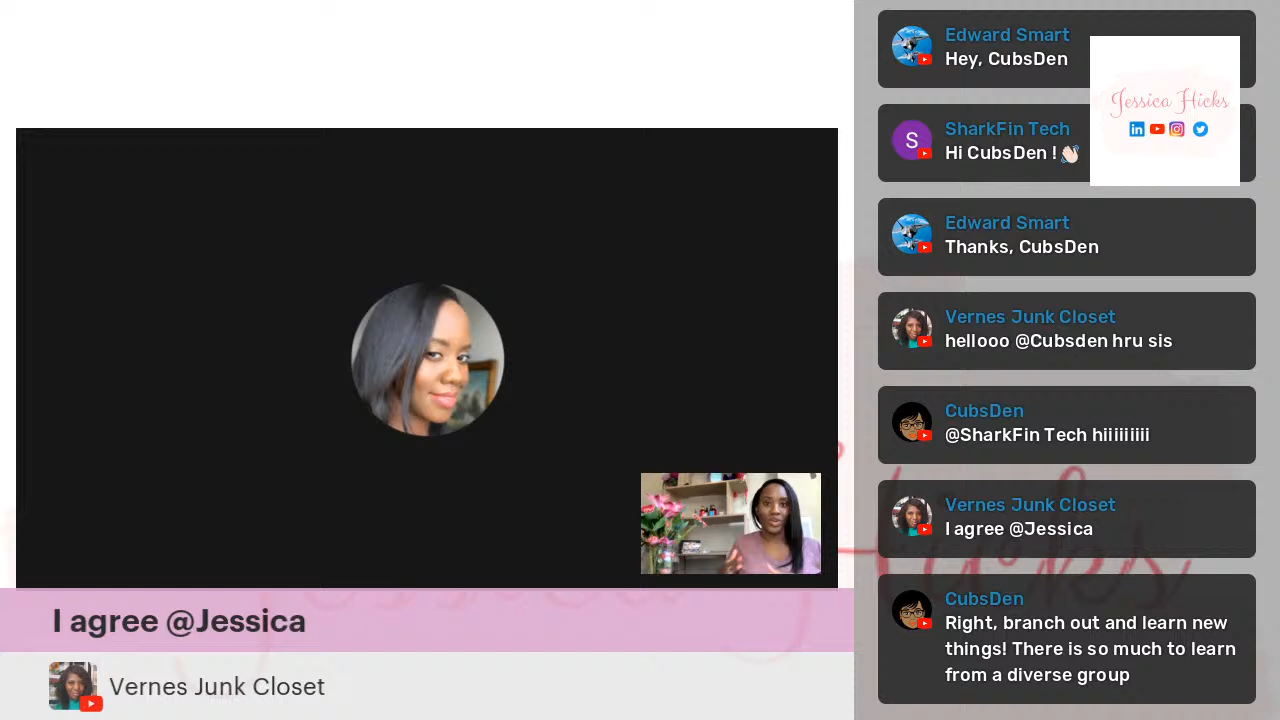 Edward Smart
Hey, CubsDen
SharkFin Tech
Hi CubsDen ! 👋🏻
Edward Smart
Thanks, CubsDen
Vernes Junk Closet
hellooo @Cubsden hru sis
CubsDen
@SharkFin Tech hiiiiiiiii
Vernes Junk Closet
I agree @Jessica
CubsDen
Right, branch out and learn new
things! There is so much to learn
from a diverse group
Jessica Hicks
S
I agree @Jessica
Vernes Junk Closet
Jessica Hicks